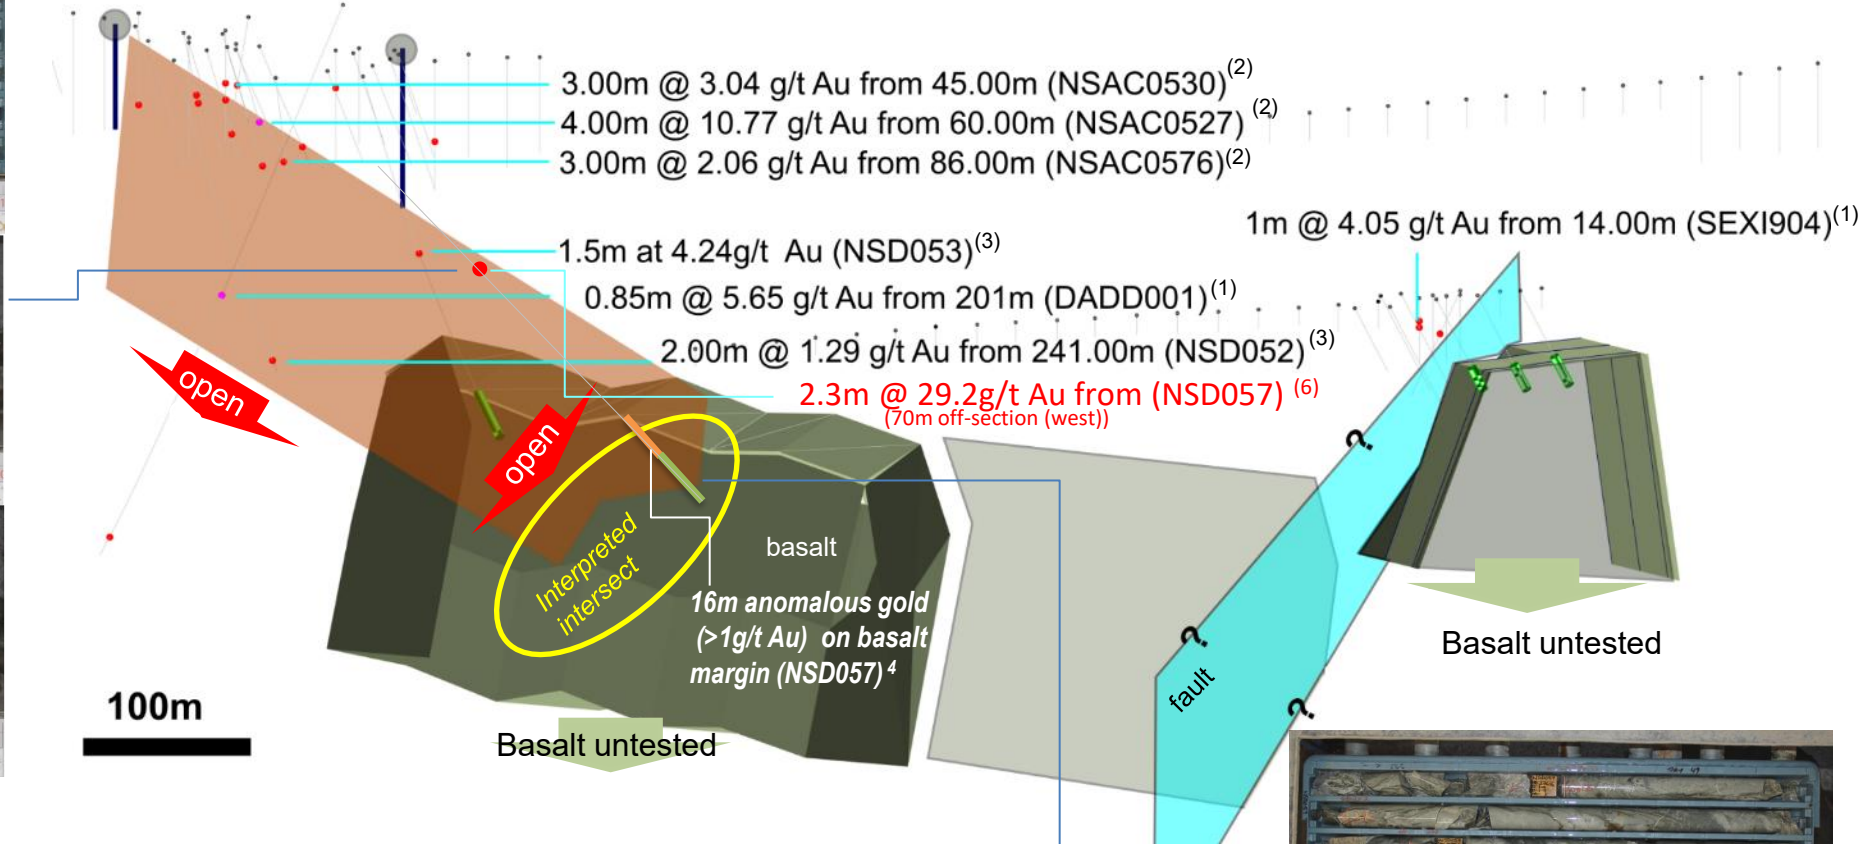 3.00m @ 3.04 g/t Au from 45.00m (NSAC0530)(2)
4.00m @ 10.77 g/t Au from 60.00m (NSAC0527) (2)
3.00m @ 2.06 g/t Au from 86.00m (NSAC0576)(2)
1m @ 4.05 g/t Au from 14.00m (SEXI904)(1)
1.5m at 4.24g/t Au (NSD053)(3)
0.85m @ 5.65 g/t Au from 201m (DADD001)(1)
2.00m @ 1.29 g/t Au from 241.00m (NSD052)(3)
2.3m @ 29.2g/t Au from (NSD057) (6)
(70m off-section (west))
open
open
?
Interpreted
intersect
basalt
16m anomalous gold
(>1g/t Au) on basalt
margin (NSD057) 4
?
Basalt untested
fault
?
100m
Basalt untested